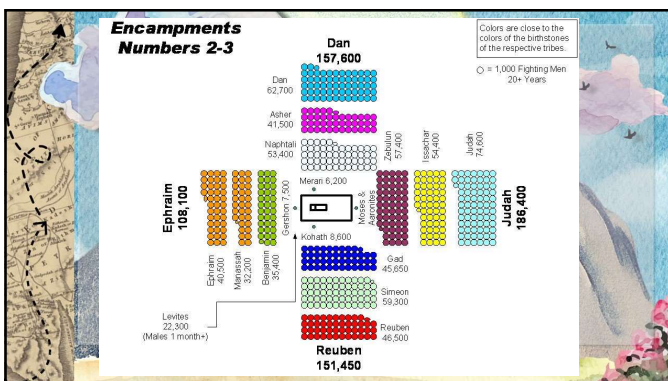 Encampments
Numbers 2-3
Colors are close to the
colors of the birthstones
of the respective tribes.
= 1,000 Fighting Men
20+ Years
Dan
157,600
Dan
62,700
Asher
41,500
Naphtali
53,400
Zebulun
57,400
Issachar
54,400
Judah
74,600
Merari 6,200
Ephraim
108,100
Gershon 7,500
Moses &
Aaronites
Judah
186,400
Kohath 8,600
Ephraim
40,500
Manassah
32,200
Benjamin
35,400
Gad
45,650
Simeon
59,300
Levites
22,300
(Males 1 month+)
Reuben
46,500
Reuben
151,450